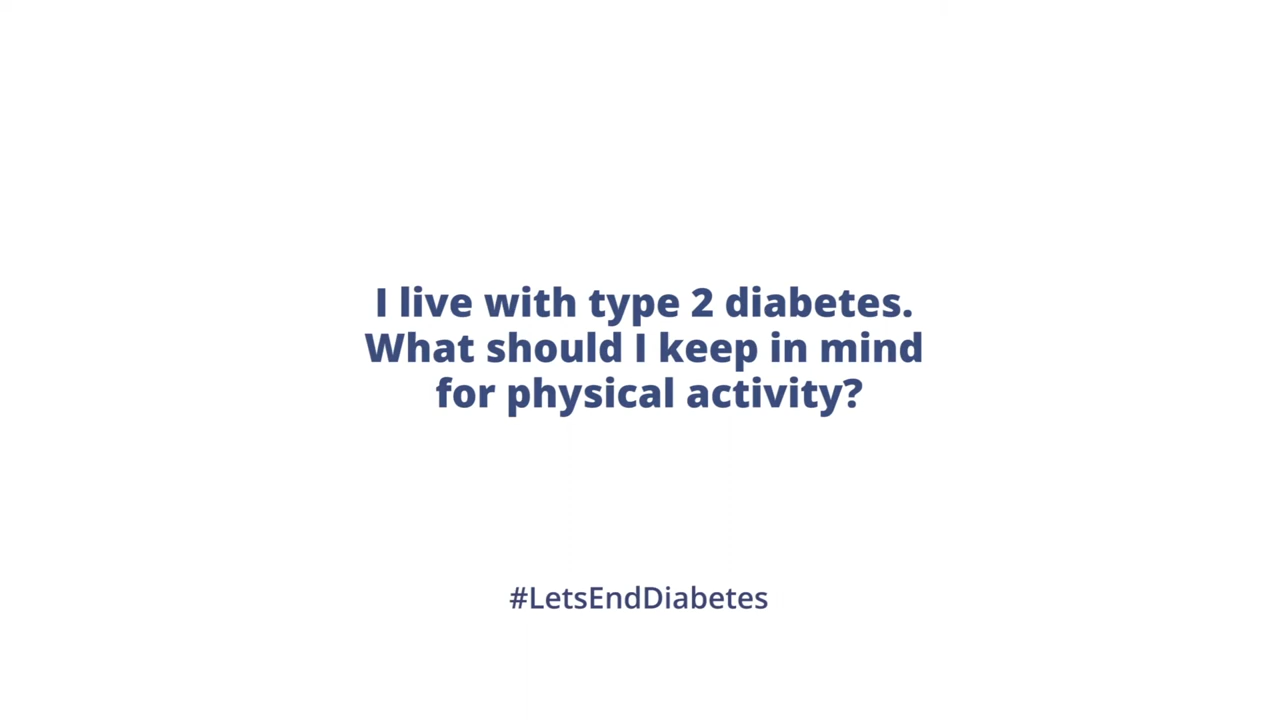 I live with type 2 diabetes.
What should I keep in mind
for physical activity?
#LetsEndDiabetes